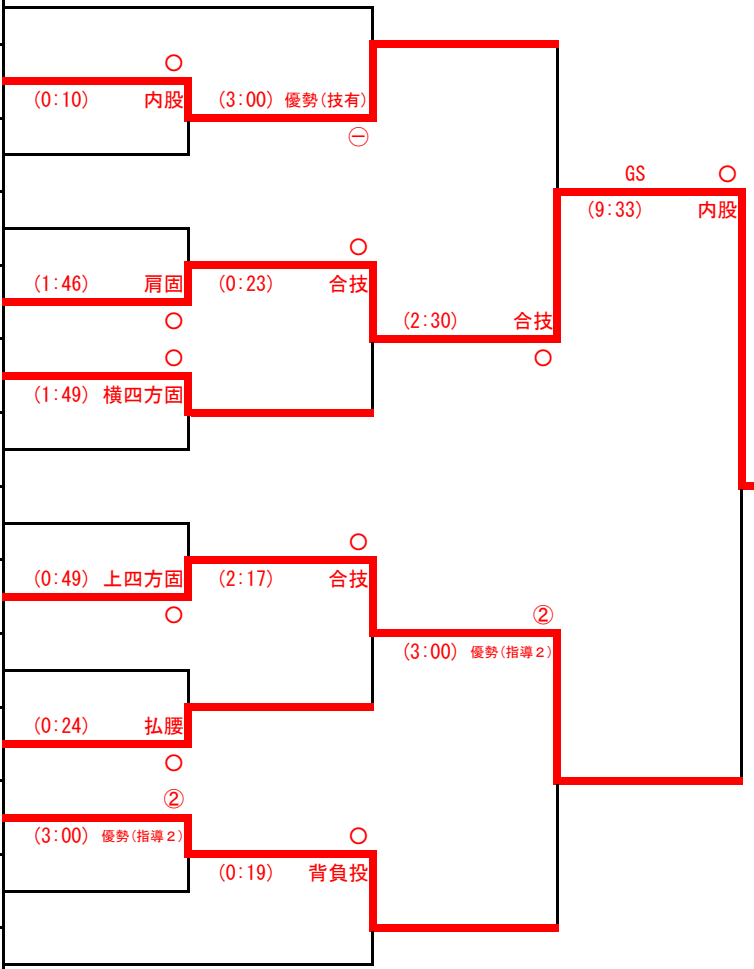 ○
(0:10) 内股
(3:00) 優勢(技有)
㊀
GS ○
(9:33) 内股
○
(1:46) 肩固
(0:23) 合技
○
(2:30) 合技
○
○
(1:49) 横四方固
○
(0:49) 上四方固
(2:17) 合技
○
②
(3:00) 優勢(指導2)
(0:24) 払腰
○
②
(3:00) 優勢(指導2)
○
(0:19) 背負投